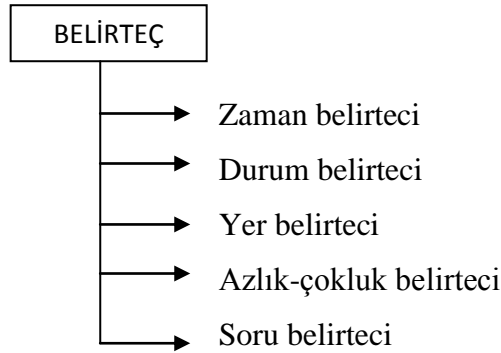 BELİRTEÇ
Zaman belirteci
Durum belirteci
Yer belirteci
Azlık-çokluk belirteci
Soru belirteci